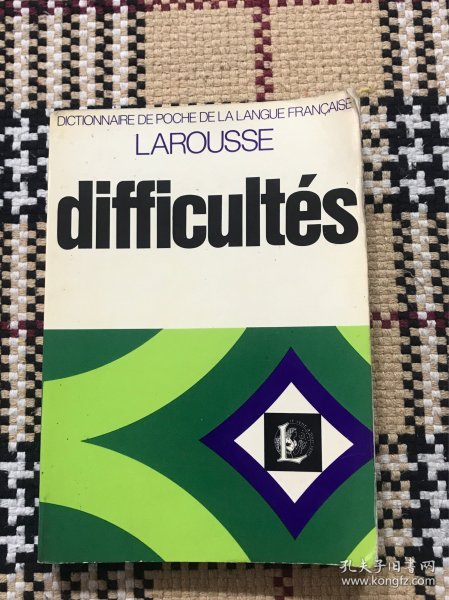 DICTIONNAIRE DE POCHE DE LA LANGUE FRANÇAISE
LAROUSSE
difficultés
L
孔夫子旧书网
www.kongfz.com